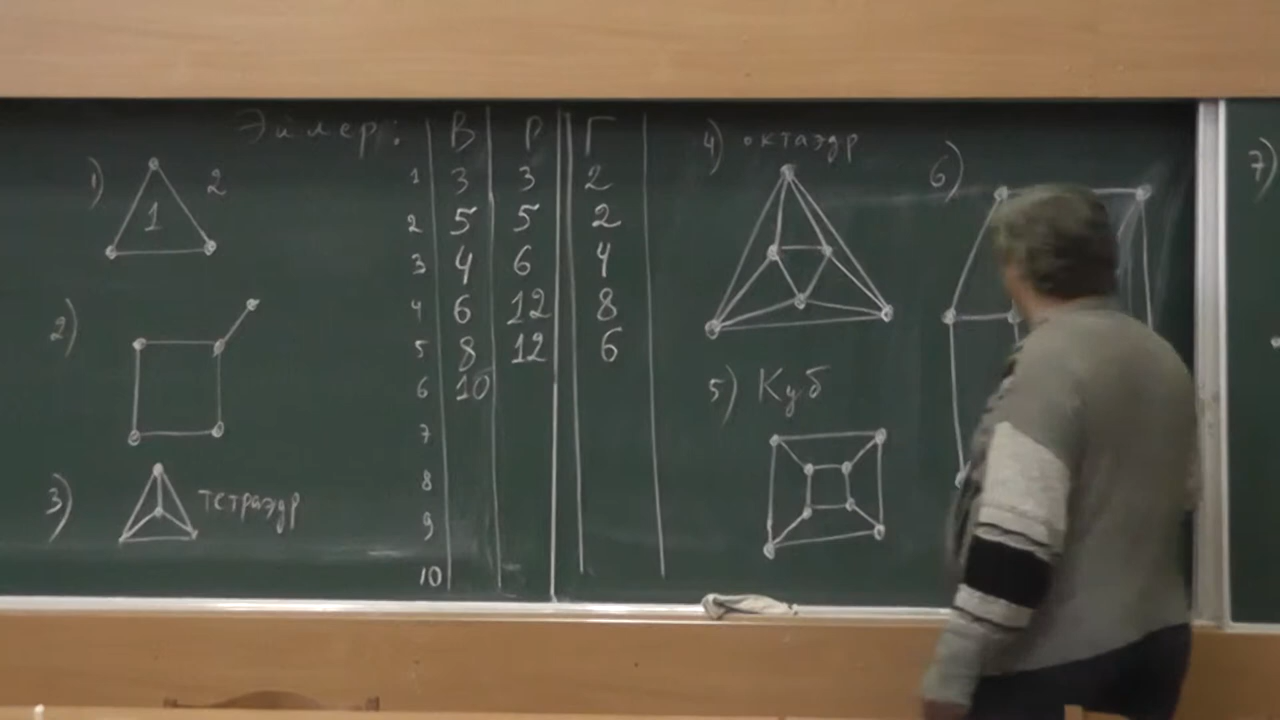 Эйлер: В Р Г
1 3 3 2
2 5 5 2
3 4 6 4
4 6 12 8
5 8 12 6
6 10
7
8
9
10
1) 1 2
2)
3) тетраэдр
4) октаэдр
5) Куб
6)
7)